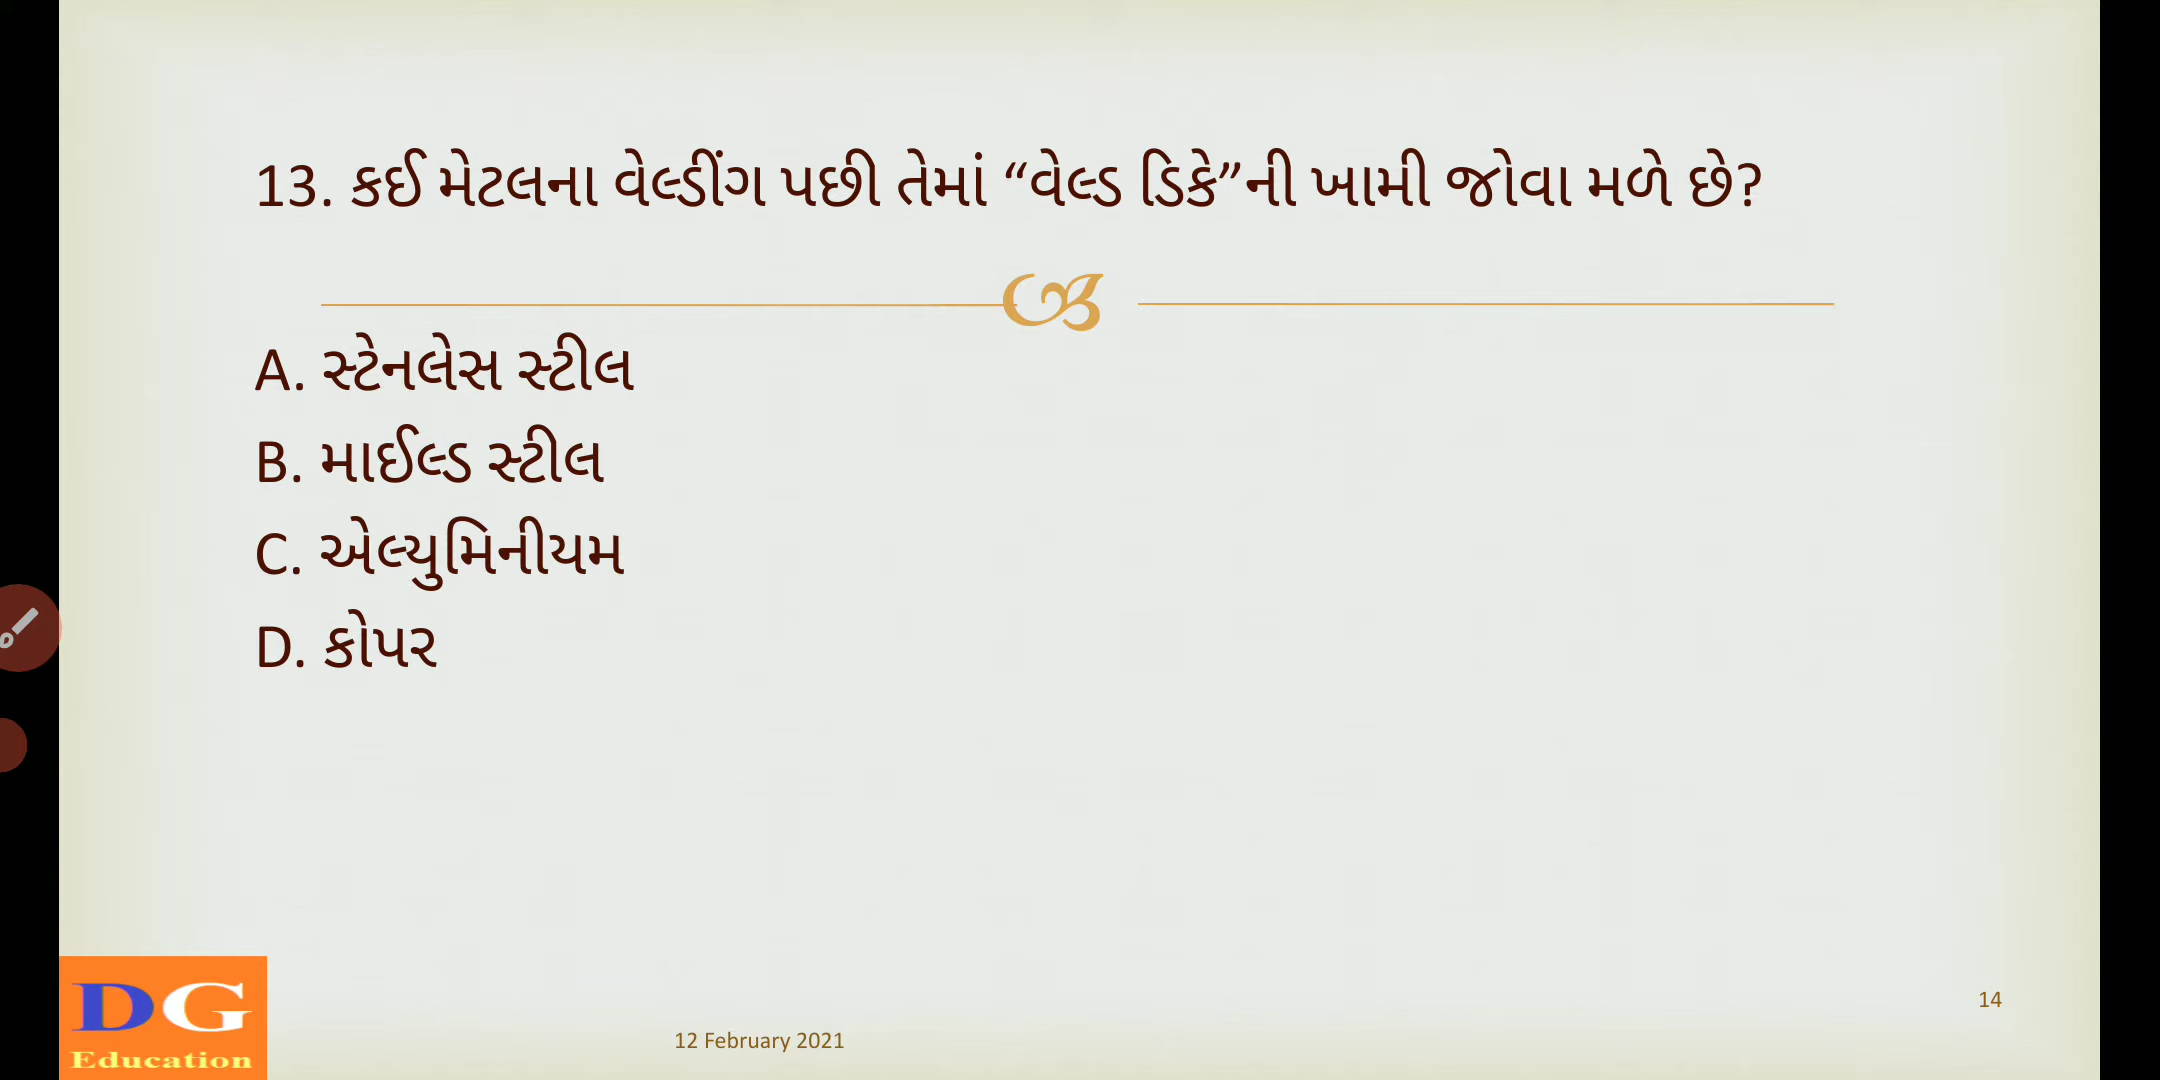 13. કઈ મેટલના વેલ્ડીંગ પછી તેમાં “વેલ્ડ ડિકે”ની ખામી જોવા મળે છે?
A. સ્ટેનલેસ સ્ટીલ
B. માઈલ્ડ સ્ટીલ
C. એલ્યુમિનીયમ
D. કોપર
DG
Education
12 February 2021
14